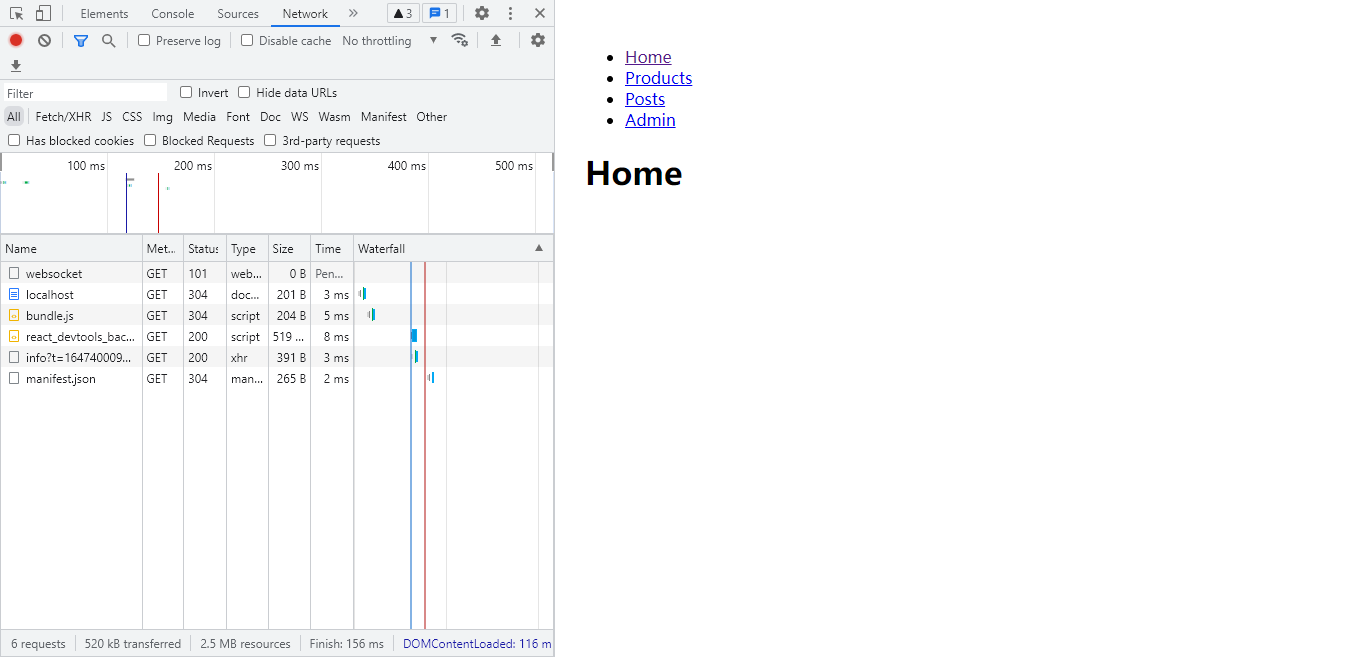 Elements Console Sources Network » 3 1
Preserve log Disable cache No throttling
Filter Invert Hide data URLs
All Fetch/XHR JS CSS Img Media Font Doc WS Wasm Manifest Other
Has blocked cookies Blocked Requests 3rd-party requests
100 ms 200 ms 300 ms 400 ms 500 ms
Name Met... Status Type Size Time Waterfall
websocket GET 101 web... 0 B Pen...
localhost GET 304 doc... 201 B 3 ms
bundle.js GET 304 script 204 B 5 ms
react_devtools_bac... GET 200 script 519 ... 8 ms
info?t=164740009... GET 200 xhr 391 B 3 ms
manifest.json GET 304 man... 265 B 2 ms
6 requests 520 kB transferred 2.5 MB resources Finish: 156 ms DOMContentLoaded: 116 m
Home
Products
Posts
Admin
Home